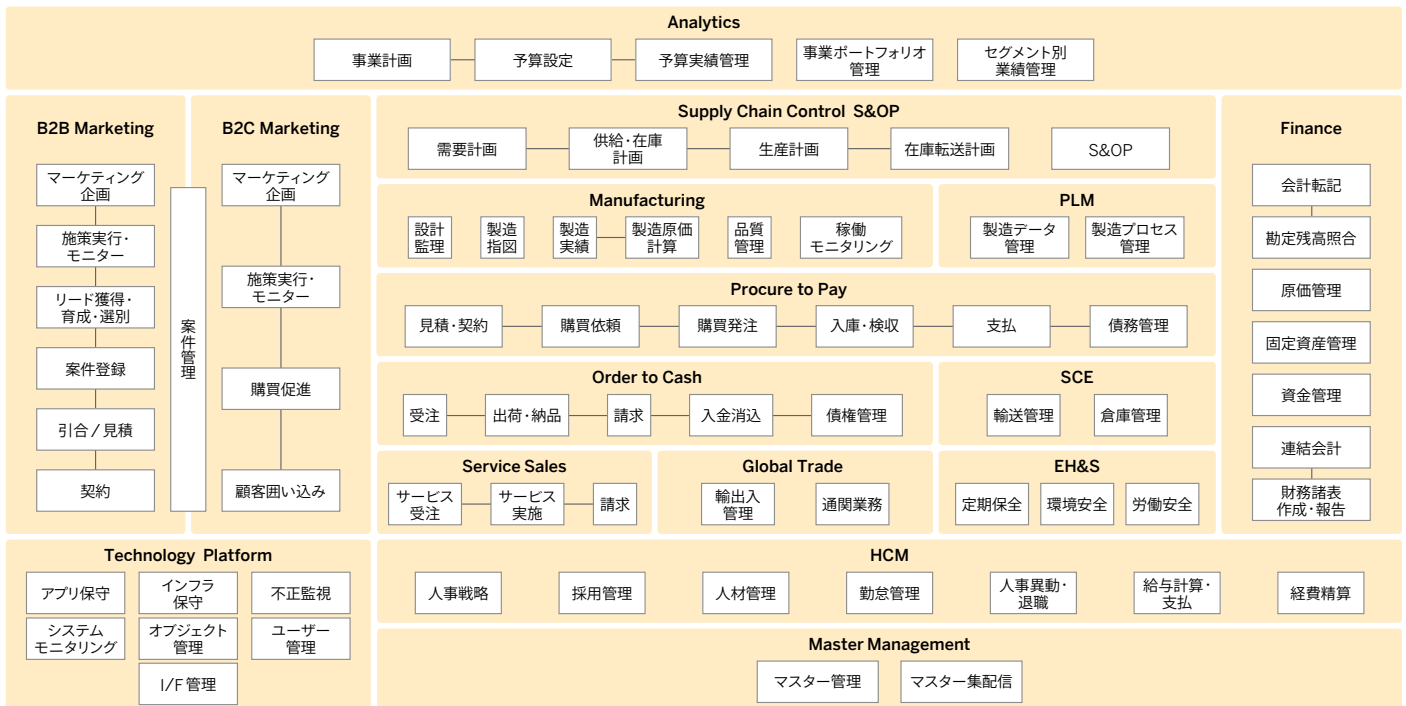 Analytics
事業計画
予算設定
予算実績管理
事業ポートフォリオ
管理
セグメント別
業績管理
B2B Marketing
マーケティング
企画
施策実行・
モニター
リード獲得・
育成・選別
案件登録
引合 / 見積
契約
案件管理
B2C Marketing
マーケティング
企画
施策実行・
モニター
購買促進
顧客囲い込み
Supply Chain Control S&OP
需要計画
供給・在庫
計画
生産計画
在庫転送計画
S&OP
Manufacturing
設計
監理
製造
指図
製造
実績
製造原価
計算
品質
管理
稼働
モニタリング
PLM
製造データ
管理
製造プロセス
管理
Procure to Pay
見積・契約
購買依頼
購買発注
入庫・検収
支払
債務管理
Order to Cash
受注
出荷・納品
請求
入金消込
債権管理
SCE
輸送管理
倉庫管理
Service Sales
サービス
受注
サービス
実施
請求
Global Trade
輸出入
管理
通関業務
EH&S
定期保全
環境安全
労働安全
Finance
会計転記
勘定残高照合
原価管理
固定資産管理
資金管理
連結会計
財務諸表
作成・報告
Technology Platform
アプリ保守
インフラ
保守
不正監視
システム
モニタリング
オブジェクト
管理
ユーザー
管理
I/F 管理
HCM
人事戦略
採用管理
人材管理
勤怠管理
人事異動・
退職
給与計算・
支払
経費精算
Master Management
マスター管理
マスター集配信